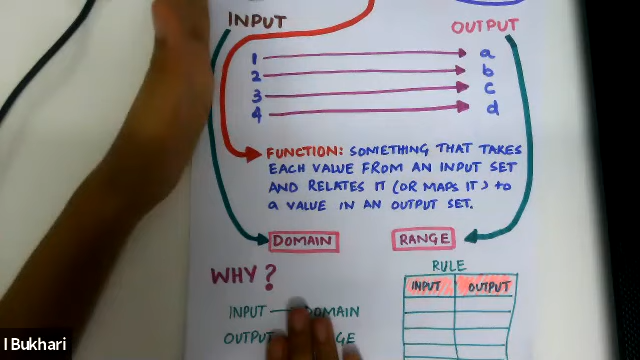 INPUT OUTPUT
1 a
2 b
3 c
4 d
FUNCTION: SOMETHING THAT TAKES
EACH VALUE FROM AN INPUT SET
AND RELATES IT (OR MAPS IT) to
a VALUE IN AN OUTPUT SET.
DOMAIN RANGE
WHY?
RULE
INPUT OUTPUT
INPUT DOMAIN
OUTPUT
I Bukhari